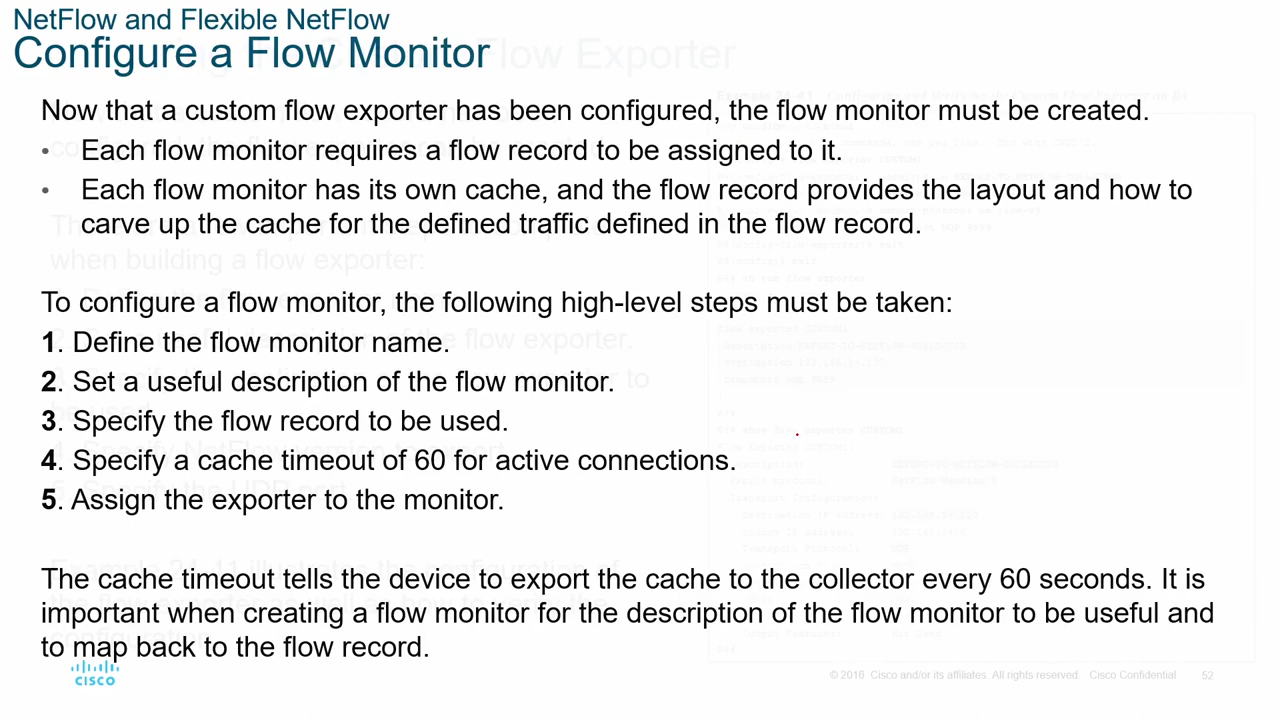 NetFlow and Flexible NetFlow
Configure a Flow Monitor
Now that a custom flow exporter has been configured, the flow monitor must be created.
• Each flow monitor requires a flow record to be assigned to it.
• Each flow monitor has its own cache, and the flow record provides the layout and how to
carve up the cache for the defined traffic defined in the flow record.
To configure a flow monitor, the following high-level steps must be taken:
1. Define the flow monitor name.
2. Set a useful description of the flow monitor.
3. Specify the flow record to be used.
4. Specify a cache timeout of 60 for active connections.
5. Assign the exporter to the monitor.
The cache timeout tells the device to export the cache to the collector every 60 seconds. It is
important when creating a flow monitor for the description of the flow monitor to be useful and
to map back to the flow record.
CISCO
© 2016 Cisco and/or its affiliates. All rights reserved. Cisco Confidential 52